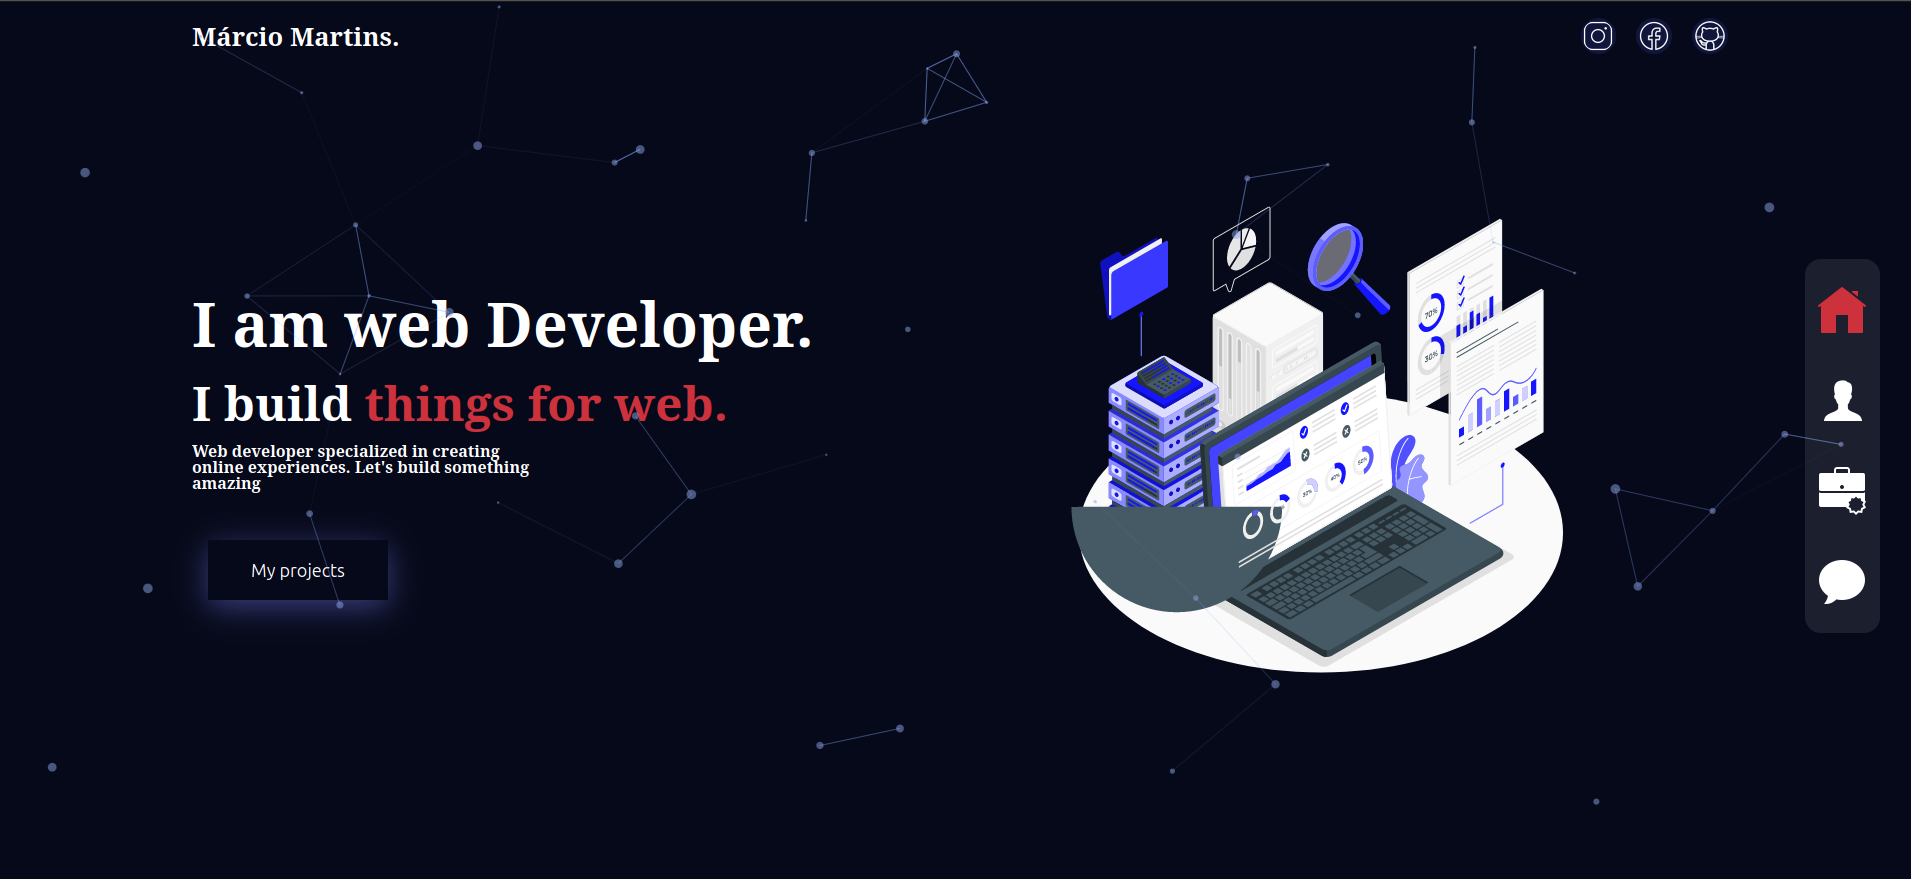 Márcio Martins.
I am web Developer.
I build things for web.
Web developer specialized in creating
online experiences. Let's build something
amazing
My projects
70%
30%